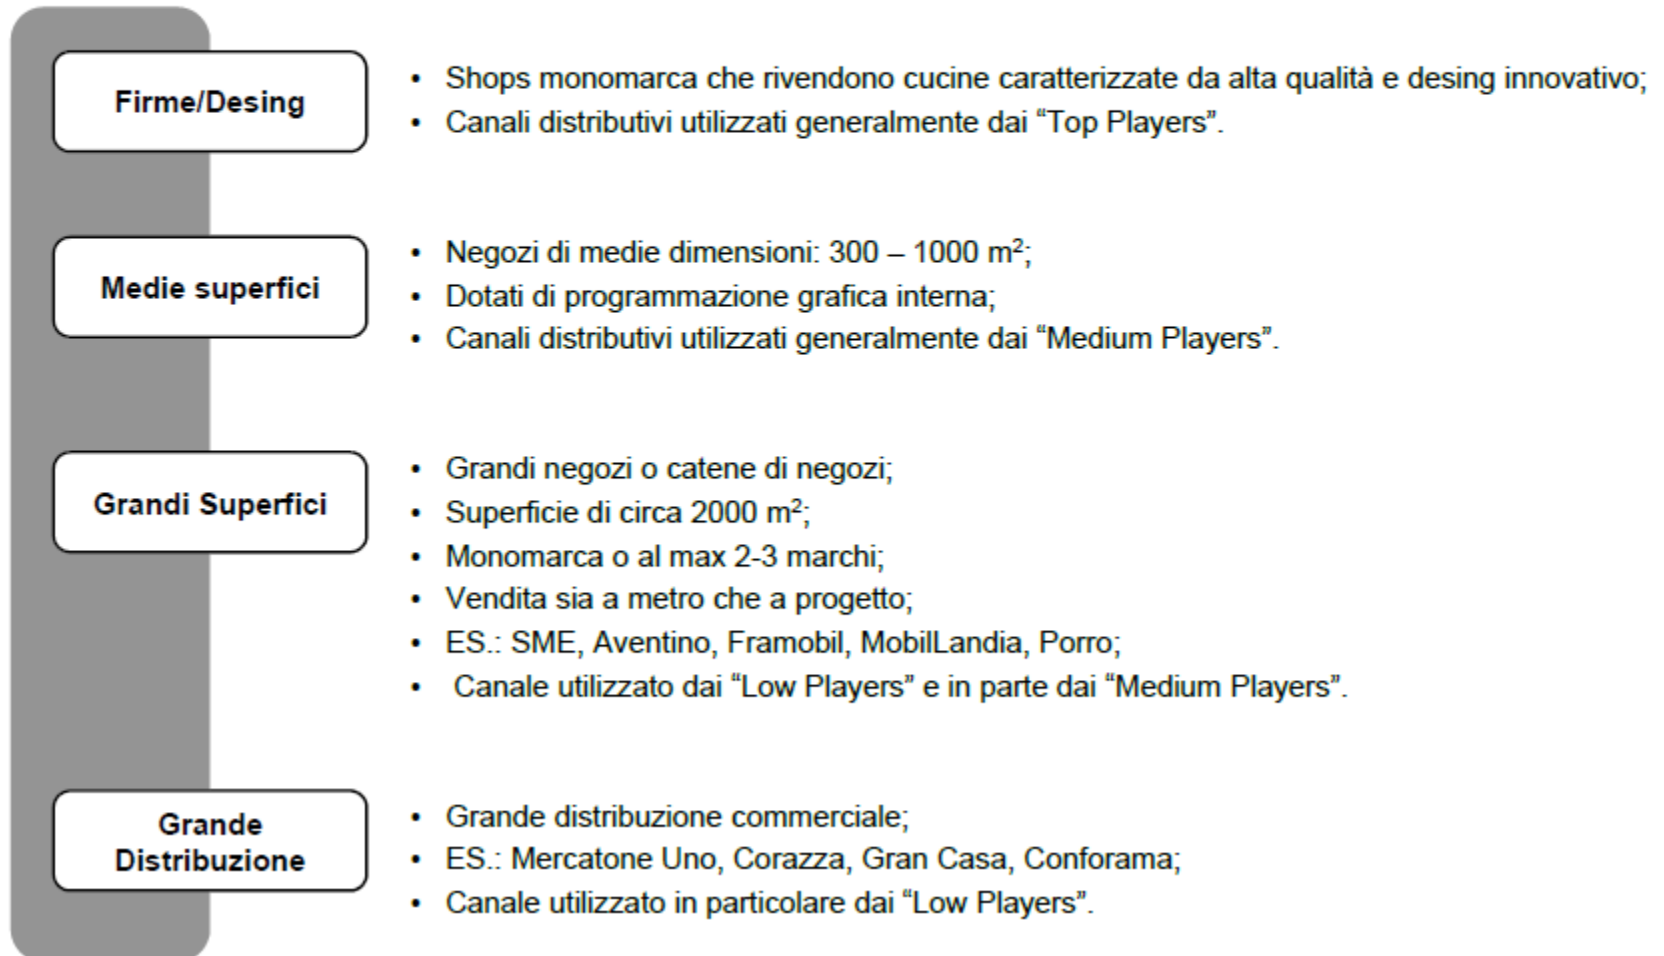 Firme/Desing
• Shops monomarca che rivendono cucine caratterizzate da alta qualità e desing innovativo;
• Canali distributivi utilizzati generalmente dai “Top Players”.
Medie superfici
• Negozi di medie dimensioni: 300 – 1000 m²;
• Dotati di programmazione grafica interna;
• Canali distributivi utilizzati generalmente dai “Medium Players”.
Grandi Superfici
• Grandi negozi o catene di negozi;
• Superficie di circa 2000 m²;
• Monomarca o al max 2-3 marchi;
• Vendita sia a metro che a progetto;
• ES.: SME, Aventino, Framobil, MobilLandia, Porro;
• Canale utilizzato dai “Low Players” e in parte dai “Medium Players”.
Grande
Distribuzione
• Grande distribuzione commerciale;
• ES.: Mercatone Uno, Corazza, Gran Casa, Conforama;
• Canale utilizzato in particolare dai “Low Players”.